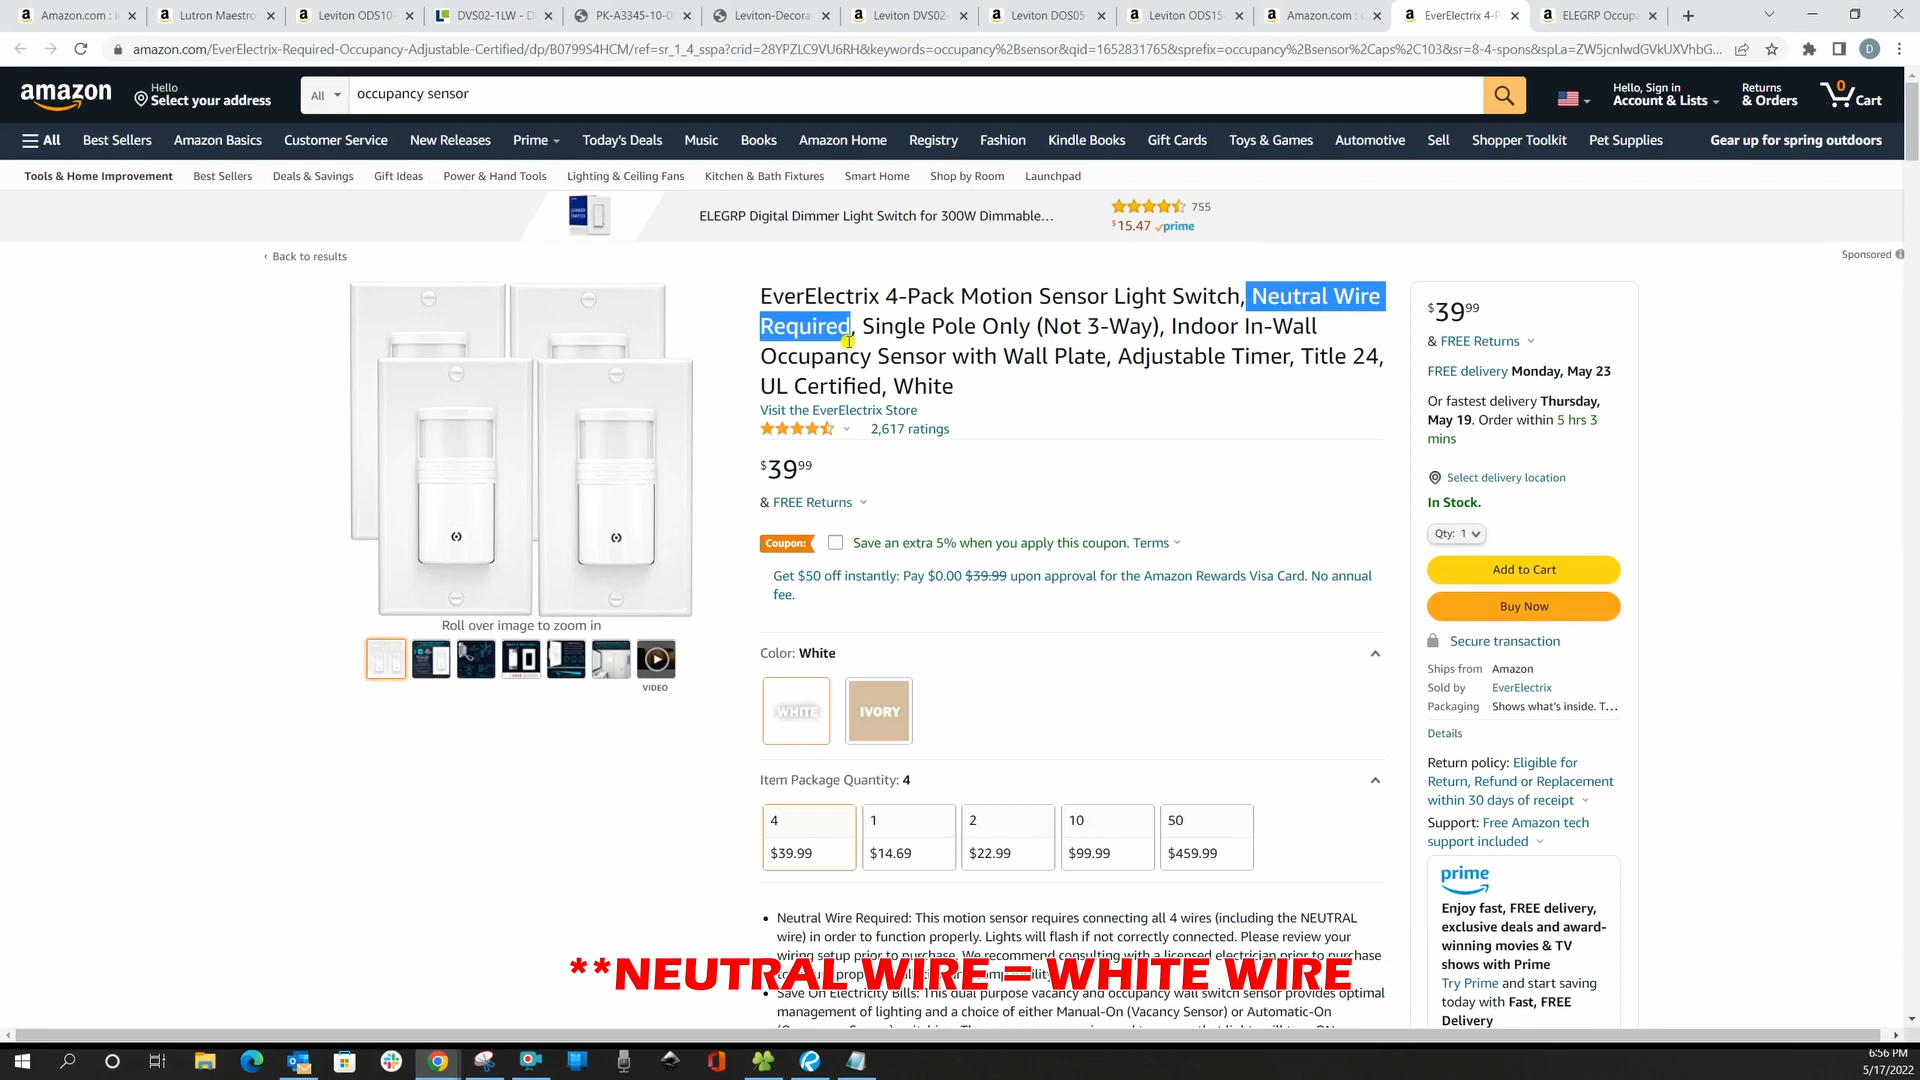 Amazon.com : l
Lutron Maestro
Leviton ODS10-
DVS02-1LW - D
PK-A3345-10-0
Leviton-Decora
Leviton DVS02-
Leviton DOS05-
Leviton ODS15-
Amazon.com : 
EverElectrix 4-P
ELEGRP Occupa
amazon.com/EverElectrix-Required-Occupancy-Adjustable-Certified/dp/B0799S4HCM/ref=sr_1_4_sspa?crid=28YPZLC9VU6RH&keywords=occupancy%2Bsensor&qid=1652831765&sprefix=occupancy%2Bsensor%2Caps%2C103&sr=8-4-spons&spLa=ZW5jcnlwdGVkUXVhbG...
D
amazon
Hello
Select your address
All
occupancy sensor
Hello, Sign in
Account & Lists
Returns
& Orders
0
Cart
All Best Sellers Amazon Basics Customer Service New Releases Prime Today's Deals Music Books Amazon Home Registry Fashion Kindle Books Gift Cards Toys & Games Automotive Sell Shopper Toolkit Pet Supplies Gear up for spring outdoors
Tools & Home Improvement Best Sellers Deals & Savings Gift Ideas Power & Hand Tools Lighting & Ceiling Fans Kitchen & Bath Fixtures Smart Home Shop by Room Launchpad
ELEGRP Digital Dimmer Light Switch for 300W Dimmable…
755
$15.47 prime
‹ Back to results
Sponsored
EverElectrix 4-Pack Motion Sensor Light Switch, Neutral Wire
Required, Single Pole Only (Not 3-Way), Indoor In-Wall
Occupancy Sensor with Wall Plate, Adjustable Timer, Title 24,
UL Certified, White
Visit the EverElectrix Store
2,617 ratings
$39 99
& FREE Returns
Coupon: Save an extra 5% when you apply this coupon. Terms
Get $50 off instantly: Pay $0.00 $39.99 upon approval for the Amazon Rewards Visa Card. No annual
fee.
Roll over image to zoom in
VIDEO
Color: White
WHITE
IVORY
Item Package Quantity: 4
4 1 2 10 50
$39.99 $14.69 $22.99 $99.99 $459.99
• Neutral Wire Required: This motion sensor requires connecting all 4 wires (including the NEUTRAL
wire) in order to function properly. Lights will flash if not correctly connected. Please review your
wiring setup prior to purchase. We recommend consulting with a licensed electrician prior to purchase
**NEUTRAL WIRE = WHITE WIRE
• Save On Electricity Bills: This dual purpose vacancy and occupancy wall switch sensor provides optimal
management of lighting and a choice of either Manual-On (Vacancy Sensor) or Automatic-On
$39 99
& FREE Returns
FREE delivery Monday, May 23
Or fastest delivery Thursday,
May 19. Order within 5 hrs 3
mins
Select delivery location
In Stock.
Qty: 1
Add to Cart
Buy Now
Secure transaction
Ships from Amazon
Sold by EverElectrix
Packaging Shows what's inside. T…
Details
Return policy: Eligible for
Return, Refund or Replacement
within 30 days of receipt
Support: Free Amazon tech
support included
prime
Enjoy fast, FREE delivery,
exclusive deals and award-
winning movies & TV
shows with Prime
Try Prime and start saving
today with Fast, FREE
Delivery
6:56 PM
5/17/2022